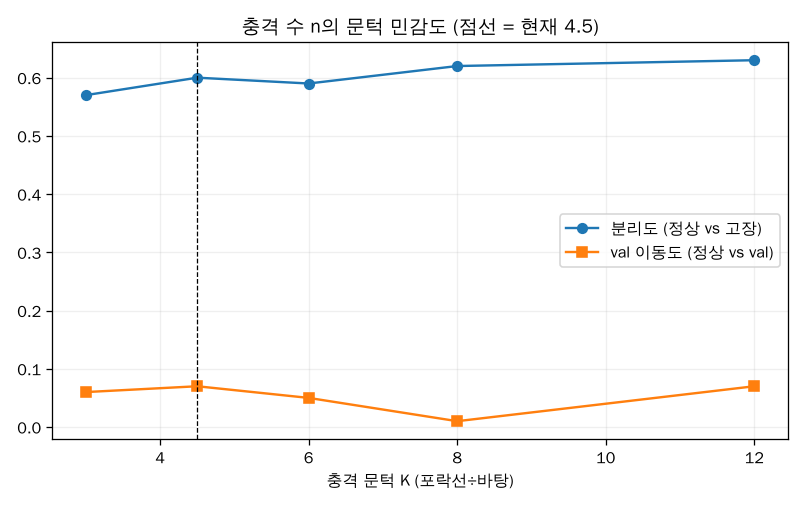 충격 수 n의 문턱 민감도 (점선 = 현재 4.5)
0.6
0.5
0.4
0.3
0.2
0.1
0.0
분리도 (정상 vs 고장)
val 이동도 (정상 vs val)
4 6 8 10 12
충격 문턱 K (포락선÷바탕)